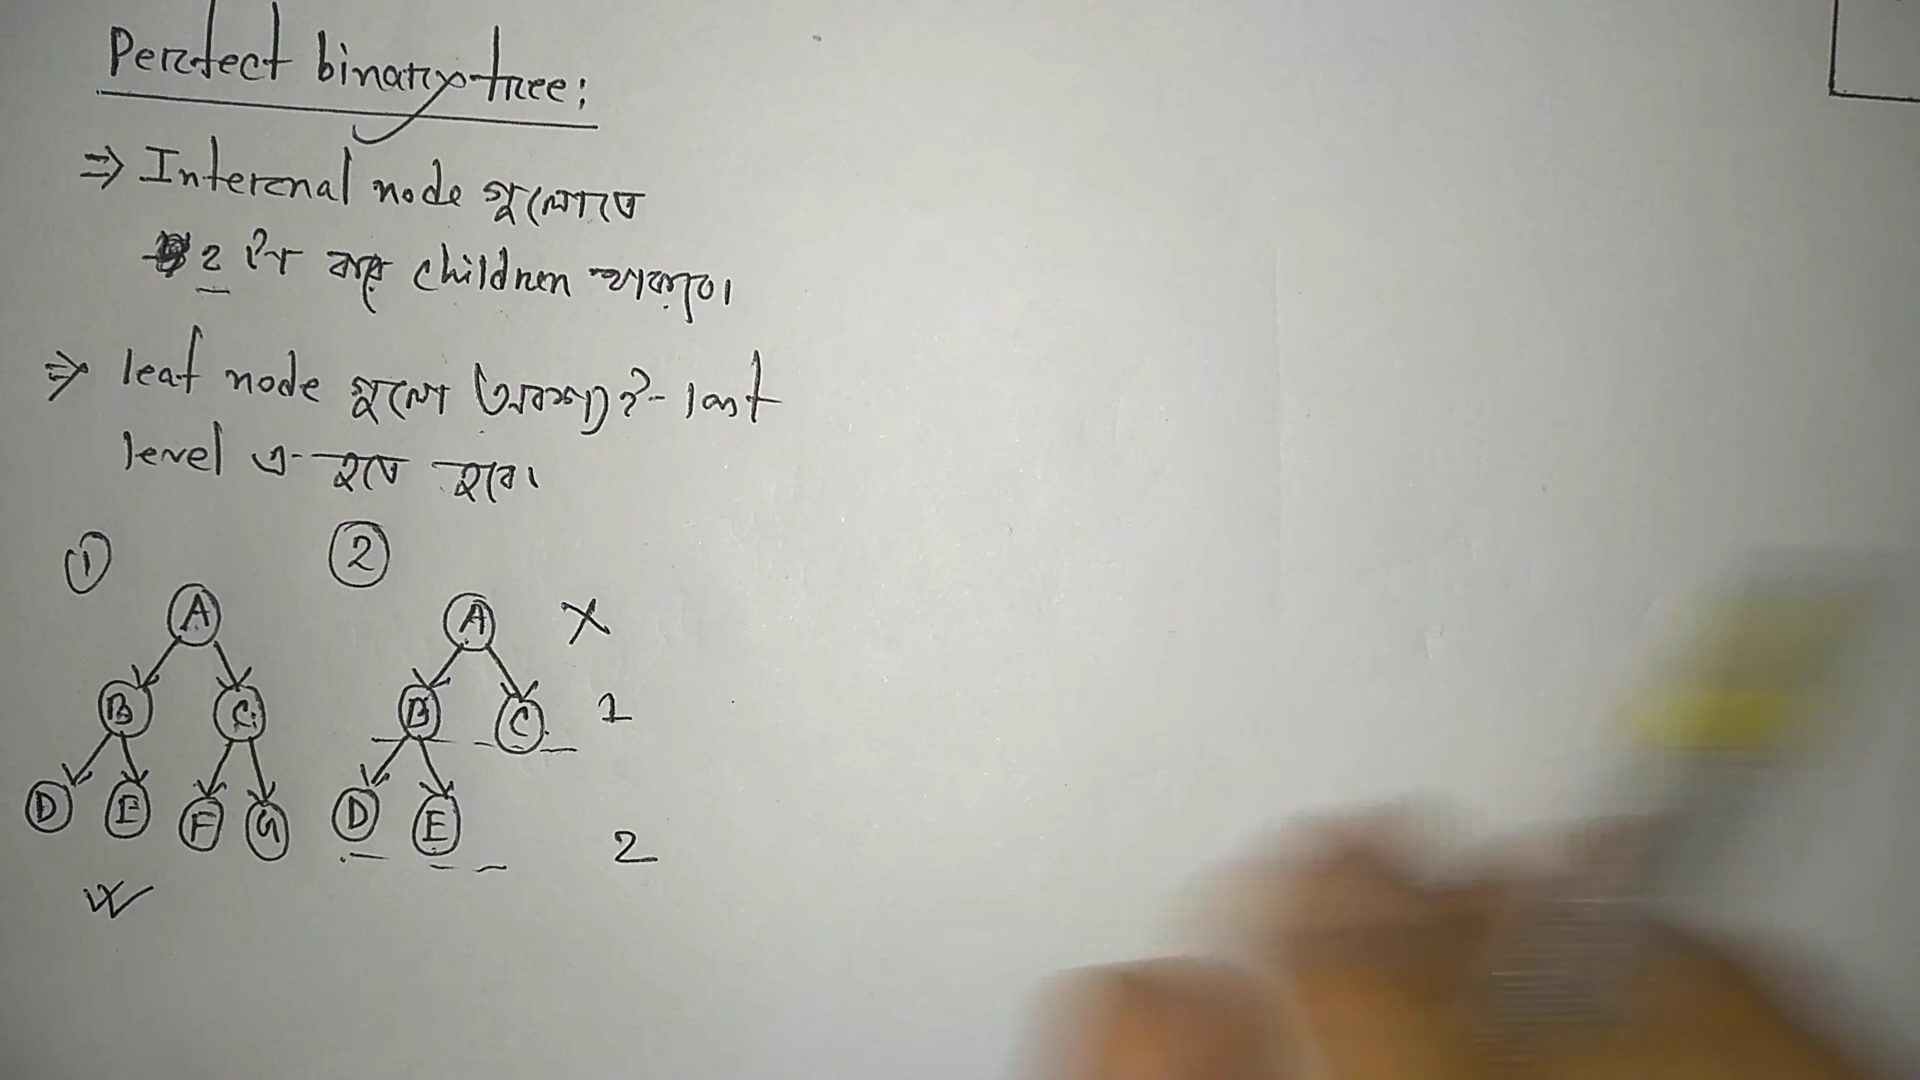 Perfect binary tree:
⇒ Internal node গুলোতে
2 টি করে children থাকবে।
⇒ leaf node গুলো অবশ্যই last
level এ হতে হবে।
1 2
A A X
B C B C 1
D E F G D E 2